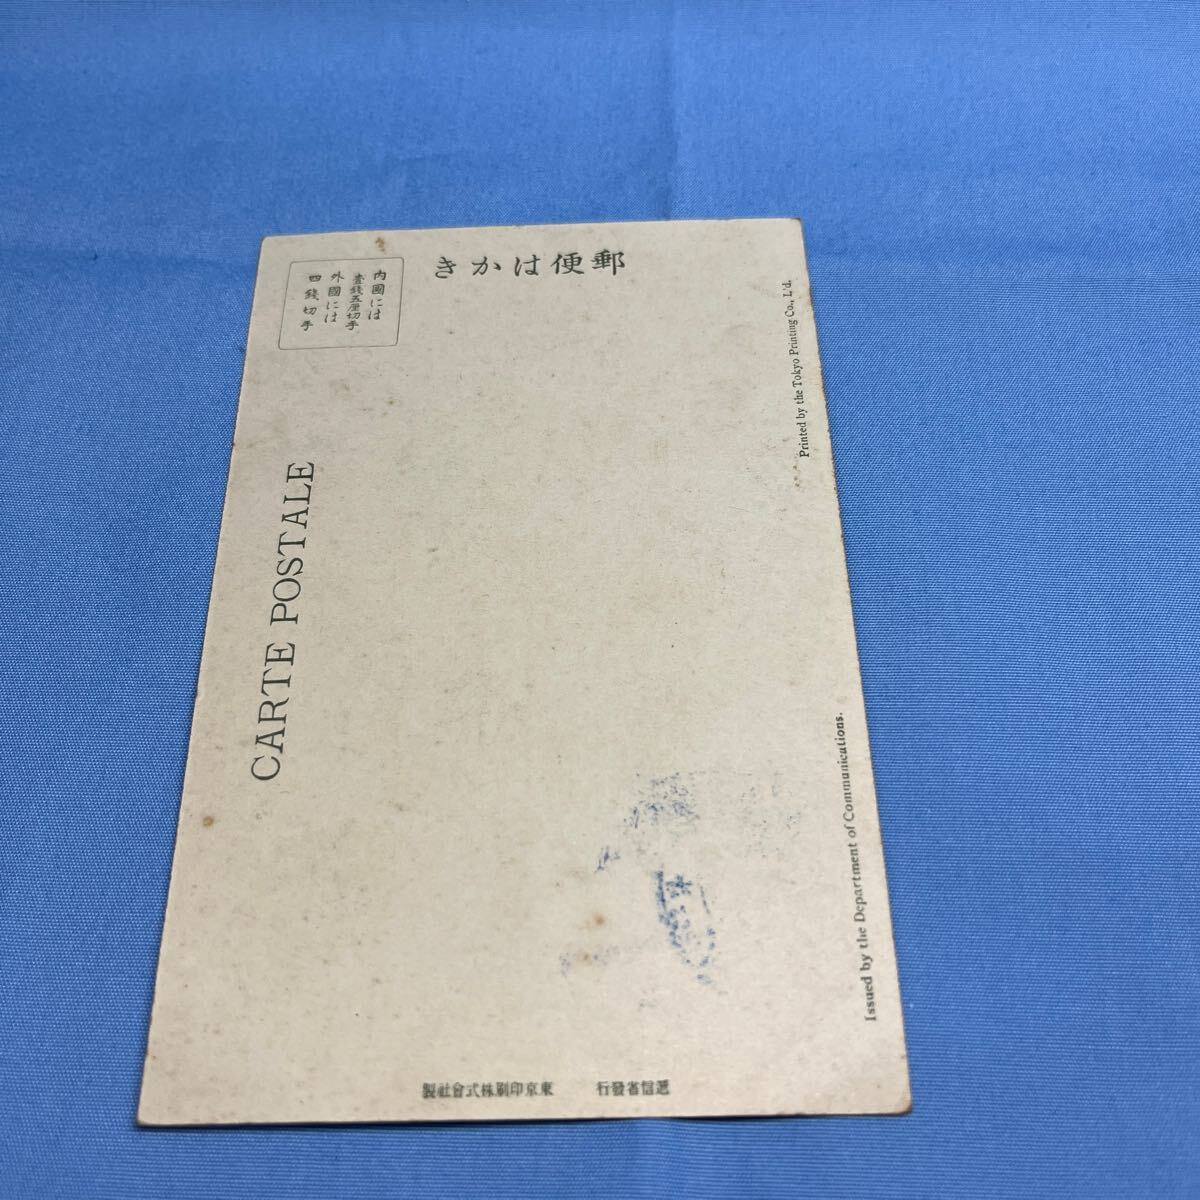 郵便はかき
内國には
壹錢五厘切手
外國には
四錢切手
CARTE POSTALE
Printed by the Tokyo Printing Co., L'd.
Issued by the Department of Communications.
遞信省發行 東京印刷株式會社製